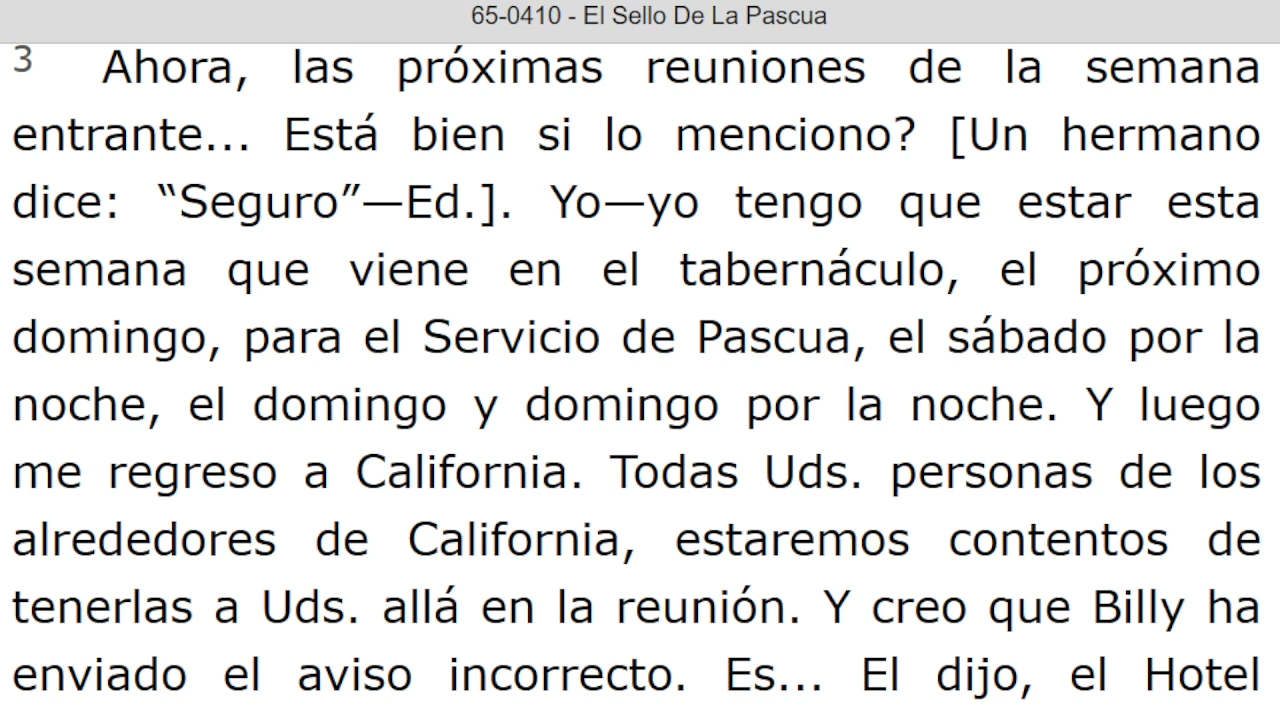 65-0410 - El Sello De La Pascua
3 Ahora, las próximas reuniones de la semana
entrante... Está bien si lo menciono? [Un hermano
dice: “Seguro”—Ed.]. Yo—yo tengo que estar esta
semana que viene en el tabernáculo, el próximo
domingo, para el Servicio de Pascua, el sábado por la
noche, el domingo y domingo por la noche. Y luego
me regreso a California. Todas Uds. personas de los
alrededores de California, estaremos contentos de
tenerlas a Uds. allá en la reunión. Y creo que Billy ha
enviado el aviso incorrecto. Es... El dijo, el Hotel